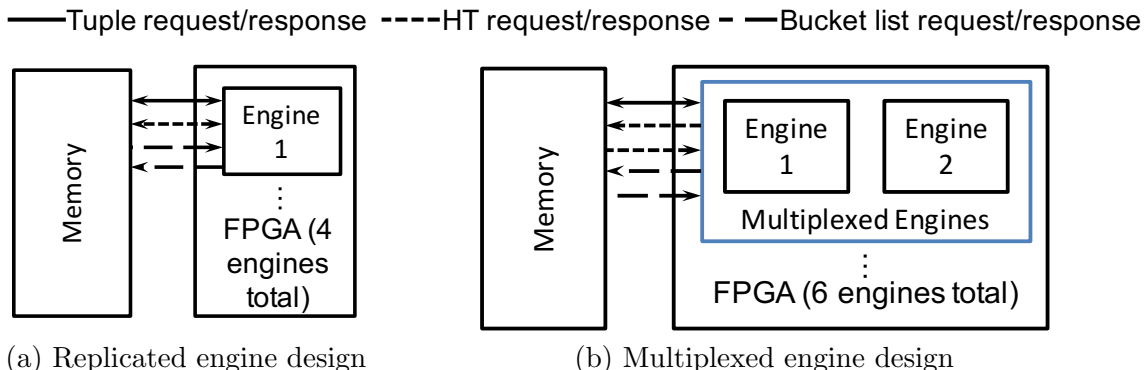 Tuple request/response HT request/response Bucket list request/response
Memory
Engine
1
⋮
FPGA (4
engines
total)
(a) Replicated engine design
Memory
Engine
1
Engine
2
Multiplexed Engines
⋮
FPGA (6 engines total)
(b) Multiplexed engine design